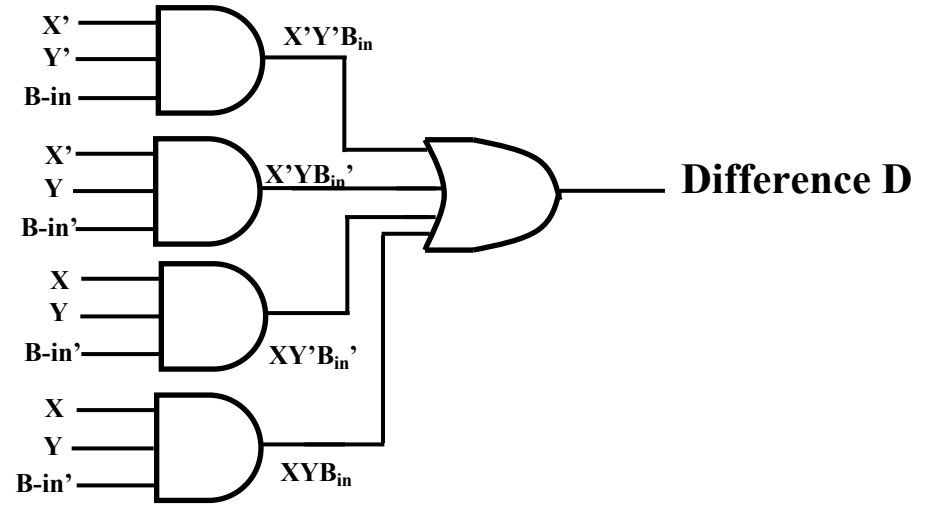 X'
Y'
B-in
X'Y'Bin
X'
Y
B-in'
X'YBin'
X
Y
B-in'
XY'Bin'
X
Y
B-in'
XYBin
Difference D